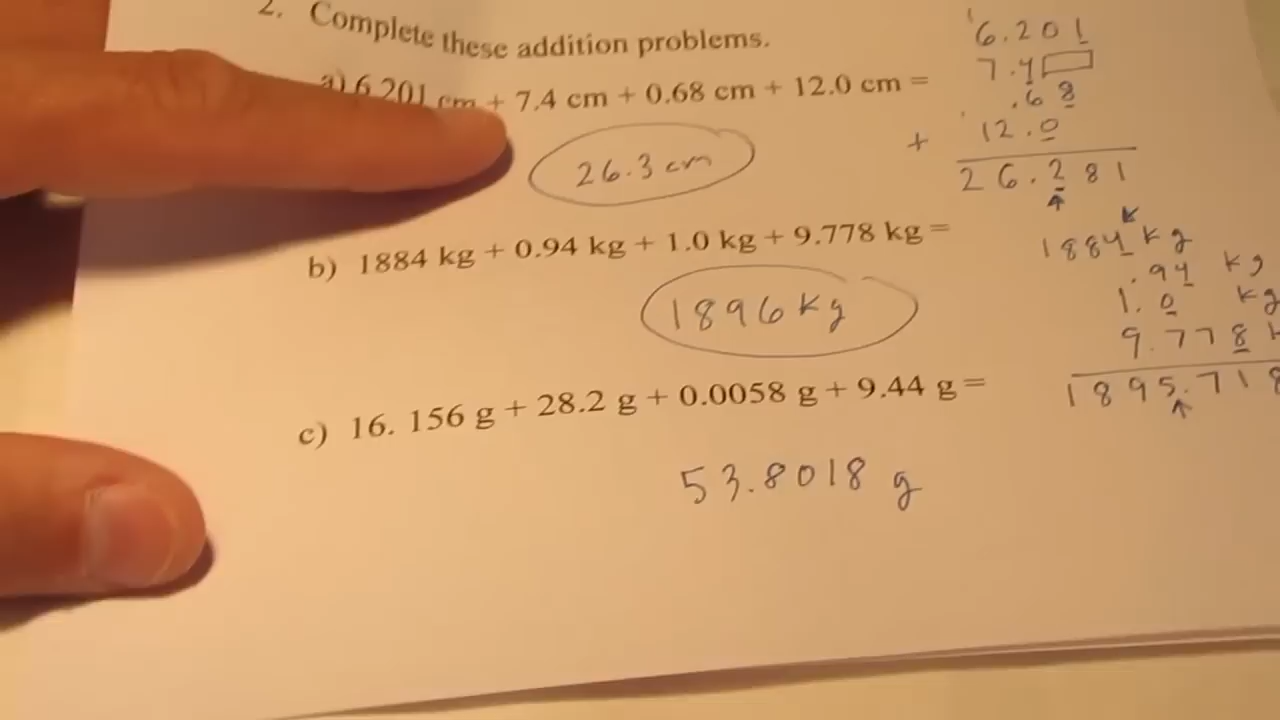 2. Complete these addition problems.
a) 6.201 cm + 7.4 cm + 0.68 cm + 12.0 cm =
26.3 cm
1
6.201
7.4
.68
+ 12.0
26.281
b) 1884 kg + 0.94 kg + 1.0 kg + 9.778 kg =
1896 kg
1884 kg
.94 kg
1.0 kg
9.778 k
1895.718
c) 16. 156 g + 28.2 g + 0.0058 g + 9.44 g =
53.8018 g